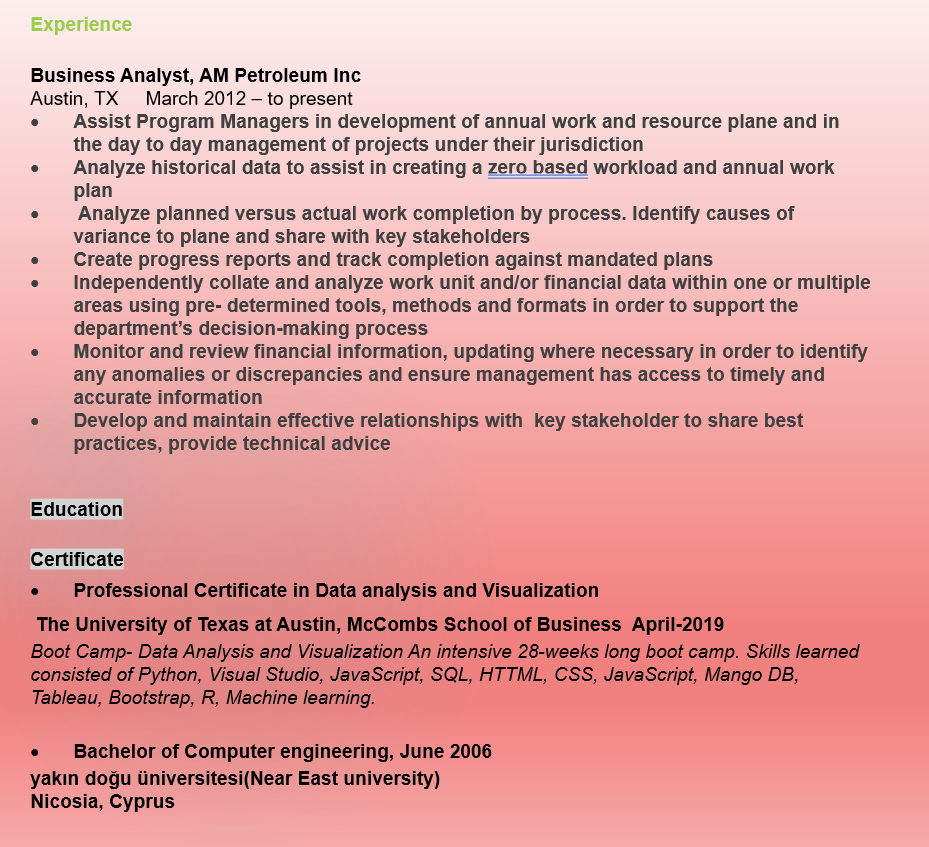 Experience
Business Analyst, AM Petroleum Inc
Austin, TX March 2012 – to present
• Assist Program Managers in development of annual work and resource plane and in
the day to day management of projects under their jurisdiction
• Analyze historical data to assist in creating a zero based workload and annual work
plan
• Analyze planned versus actual work completion by process. Identify causes of
variance to plane and share with key stakeholders
• Create progress reports and track completion against mandated plans
• Independently collate and analyze work unit and/or financial data within one or multiple
areas using pre- determined tools, methods and formats in order to support the
department’s decision-making process
• Monitor and review financial information, updating where necessary in order to identify
any anomalies or discrepancies and ensure management has access to timely and
accurate information
• Develop and maintain effective relationships with key stakeholder to share best
practices, provide technical advice
Education
Certificate
• Professional Certificate in Data analysis and Visualization
The University of Texas at Austin, McCombs School of Business April-2019
Boot Camp- Data Analysis and Visualization An intensive 28-weeks long boot camp. Skills learned
consisted of Python, Visual Studio, JavaScript, SQL, HTTML, CSS, JavaScript, Mango DB,
Tableau, Bootstrap, R, Machine learning.
• Bachelor of Computer engineering, June 2006
yakın doğu üniversitesi(Near East university)
Nicosia, Cyprus